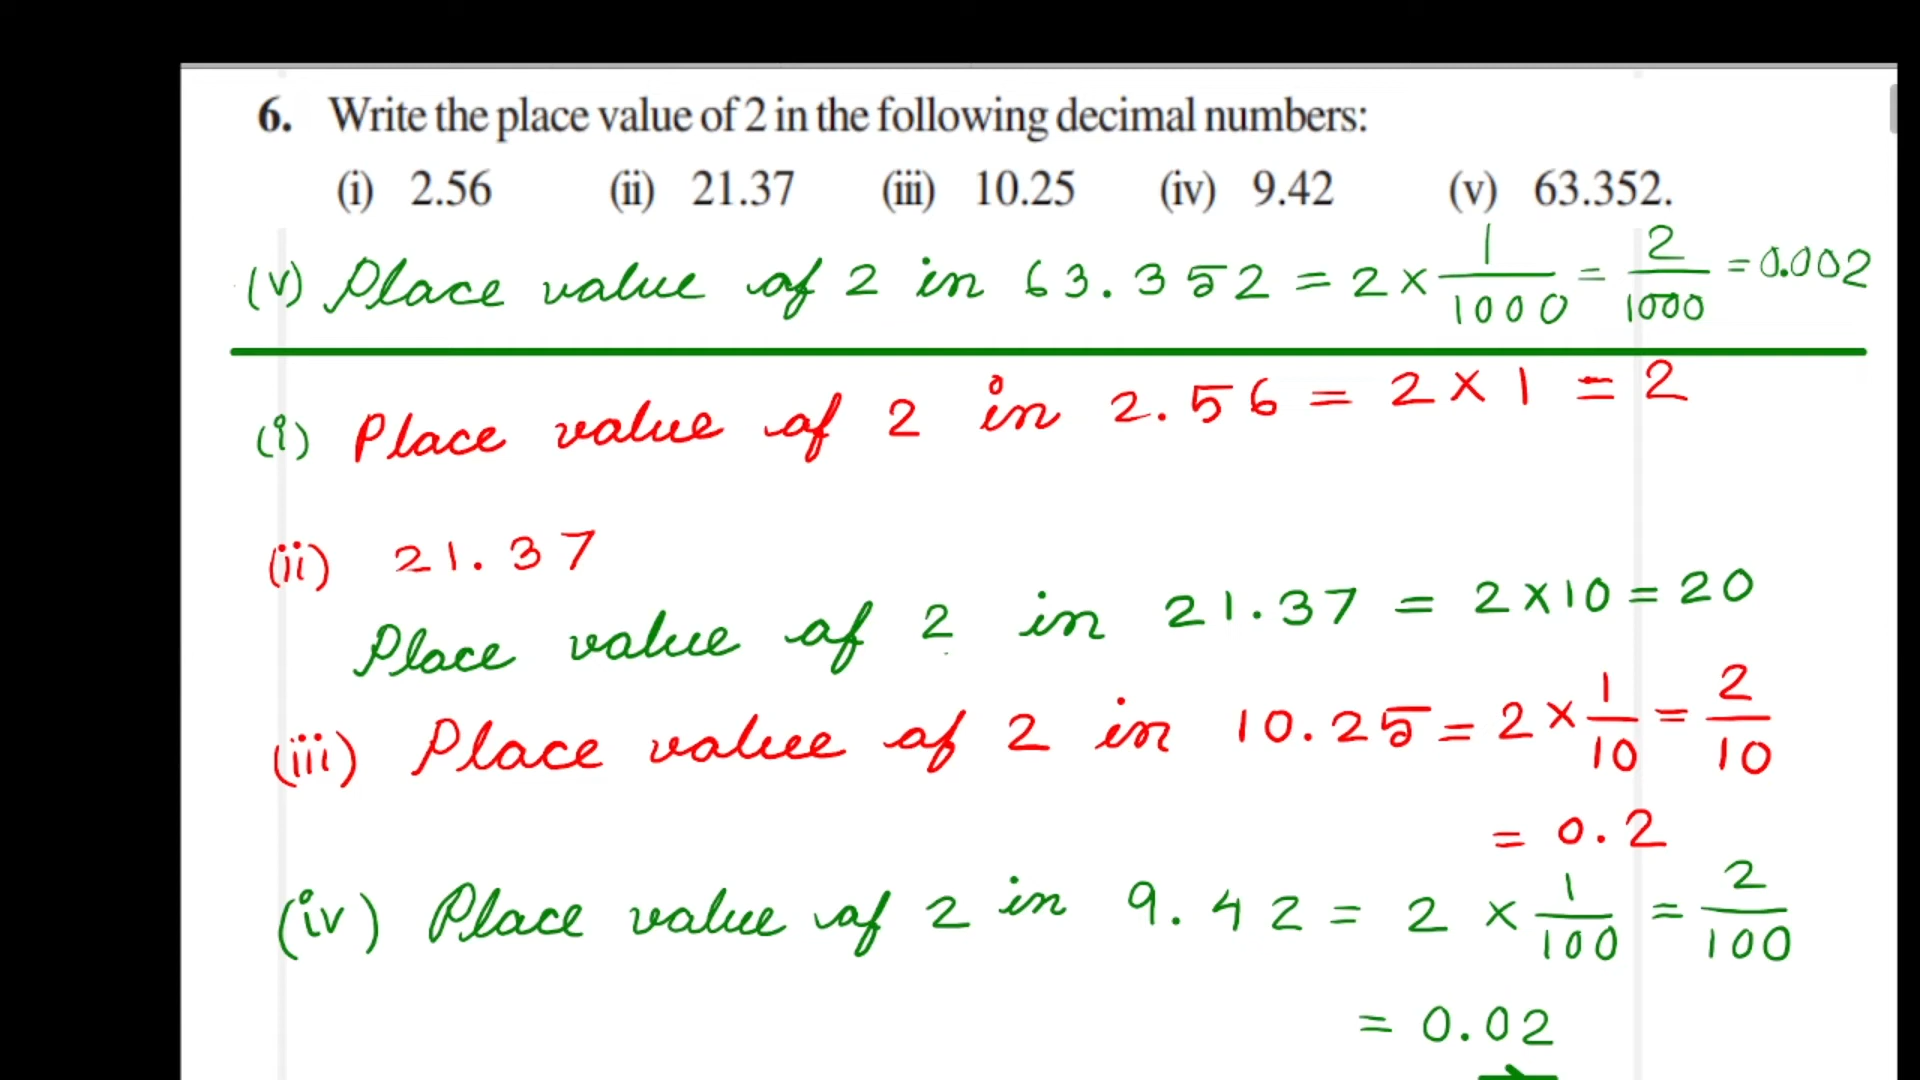 6. Write the place value of 2 in the following decimal numbers:
(i) 2.56 (ii) 21.37 (iii) 10.25 (iv) 9.42 (v) 63.352.
(v) Place value of 2 in 63.352 = 2 × 1/1000 = 2/1000 = 0.002
(i) Place value of 2 in 2.56 = 2 × 1 = 2
(ii) 21.37
Place value of 2 in 21.37 = 2×10 = 20
(iii) Place value of 2 in 10.25 = 2 × 1/10 = 2/10
= 0.2
(iv) Place value of 2 in 9.42 = 2 × 1/100 = 2/100
= 0.02